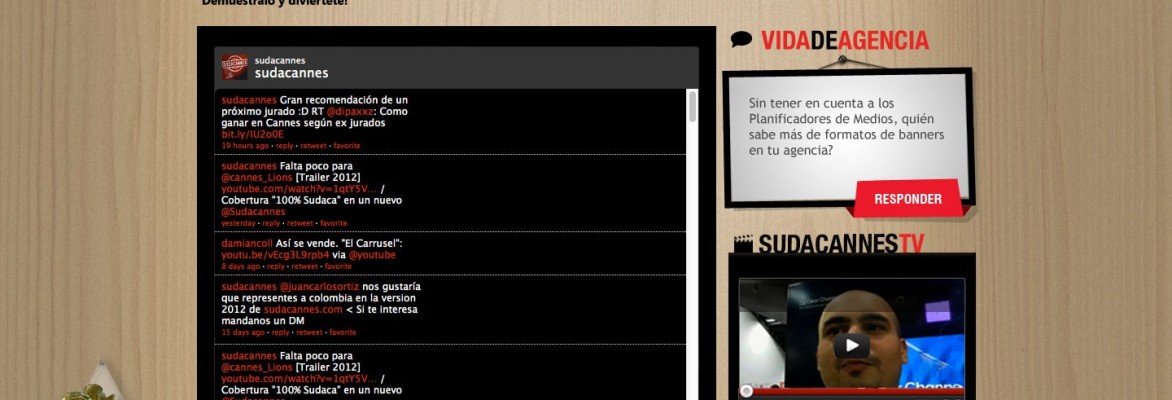 Demuéstralo y diviértete!
sudacannes
sudacannes
sudacannes Gran recomendación de un
próximo jurado :D RT @dipaxxz: Como
ganar en Cannes según ex jurados
bit.ly/IU2o0E
19 hours ago • reply • retweet • favorite
sudacannes Falta poco para
@cannes_Lions [Trailer 2012]
youtube.com/watch?v=1qtY5V... /
Cobertura "100% Sudaca" en un nuevo
@Sudacannes
yesterday • reply • retweet • favorite
damiancoll Así se vende. "El Carrusel":
youtu.be/vEcg3L9rpb4 via @youtube
8 days ago • reply • retweet • favorite
sudacannes @juancarlosortiz nos gustaría
que representes a colombia en la version
2012 de sudacannes.com < Si te interesa
mandanos un DM
15 days ago • reply • retweet • favorite
sudacannes Falta poco para
@cannes_Lions [Trailer 2012]
youtube.com/watch?v=1qtY5V... /
Cobertura "100% Sudaca" en un nuevo
@Sudacannes
VIDADEAGENCIA
Sin tener en cuenta a los
Planificadores de Medios, quién
sabe más de formatos de banners
en tu agencia?
RESPONDER
SUDACANNESTV